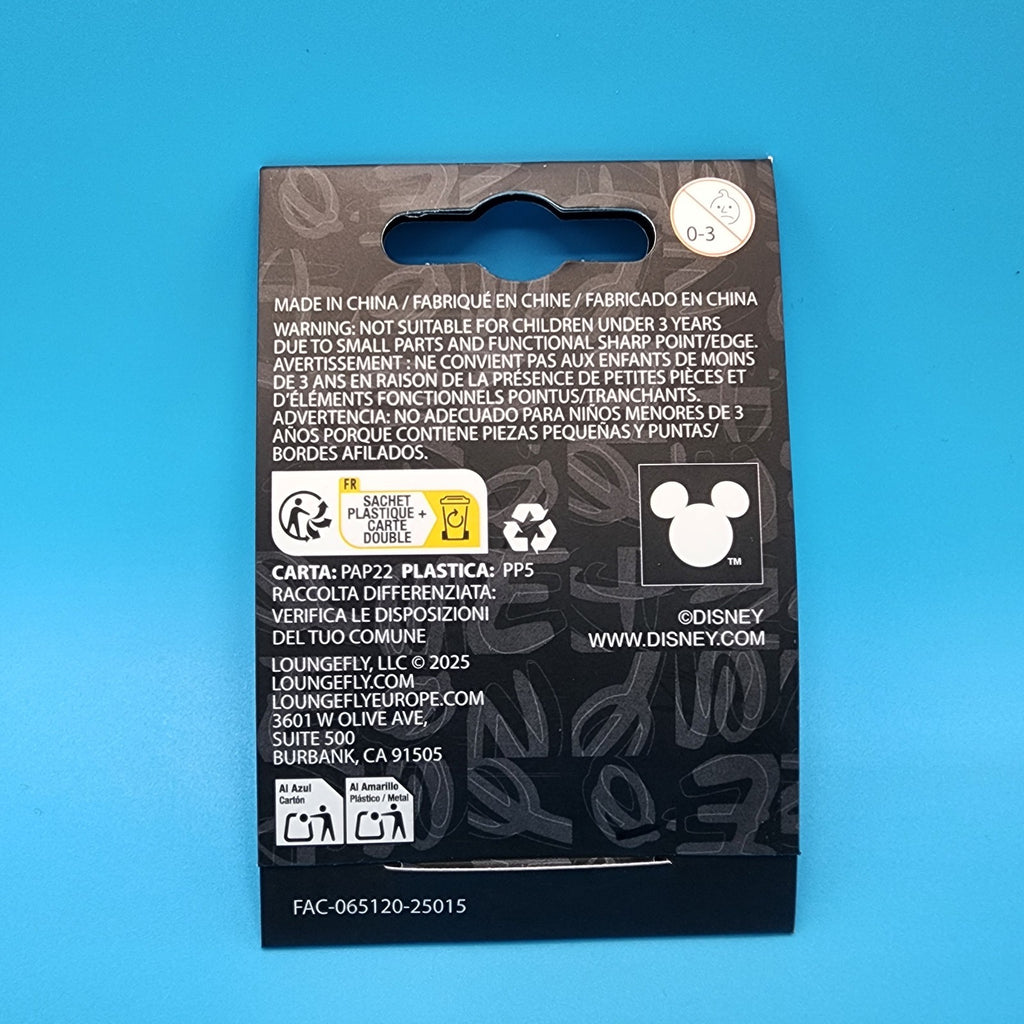 0-3
MADE IN CHINA / FABRIQUÉ EN CHINE / FABRICADO EN CHINA
WARNING: NOT SUITABLE FOR CHILDREN UNDER 3 YEARS
DUE TO SMALL PARTS AND FUNCTIONAL SHARP POINT/EDGE.
AVERTISSEMENT : NE CONVIENT PAS AUX ENFANTS DE MOINS
DE 3 ANS EN RAISON DE LA PRÉSENCE DE PETITES PIÈCES ET
D'ÉLÉMENTS FONCTIONNELS POINTUS/TRANCHANTS.
ADVERTENCIA: NO ADECUADO PARA NIÑOS MENORES DE 3
AÑOS PORQUE CONTIENE PIEZAS PEQUEÑAS Y PUNTAS/
BORDES AFILADOS.
FR
SACHET
PLASTIQUE +
CARTE
DOUBLE
TM
CARTA: PAP22 PLASTICA: PP5
RACCOLTA DIFFERENZIATA:
VERIFICA LE DISPOSIZIONI
DEL TUO COMUNE
©DISNEY
WWW.DISNEY.COM
LOUNGEFLY, LLC © 2025
LOUNGEFLY.COM
LOUNGEFLYEUROPE.COM
3601 W OLIVE AVE,
SUITE 500
BURBANK, CA 91505
Al Azul
Cartón
Al Amarillo
Plástico / Metal
FAC-065120-25015